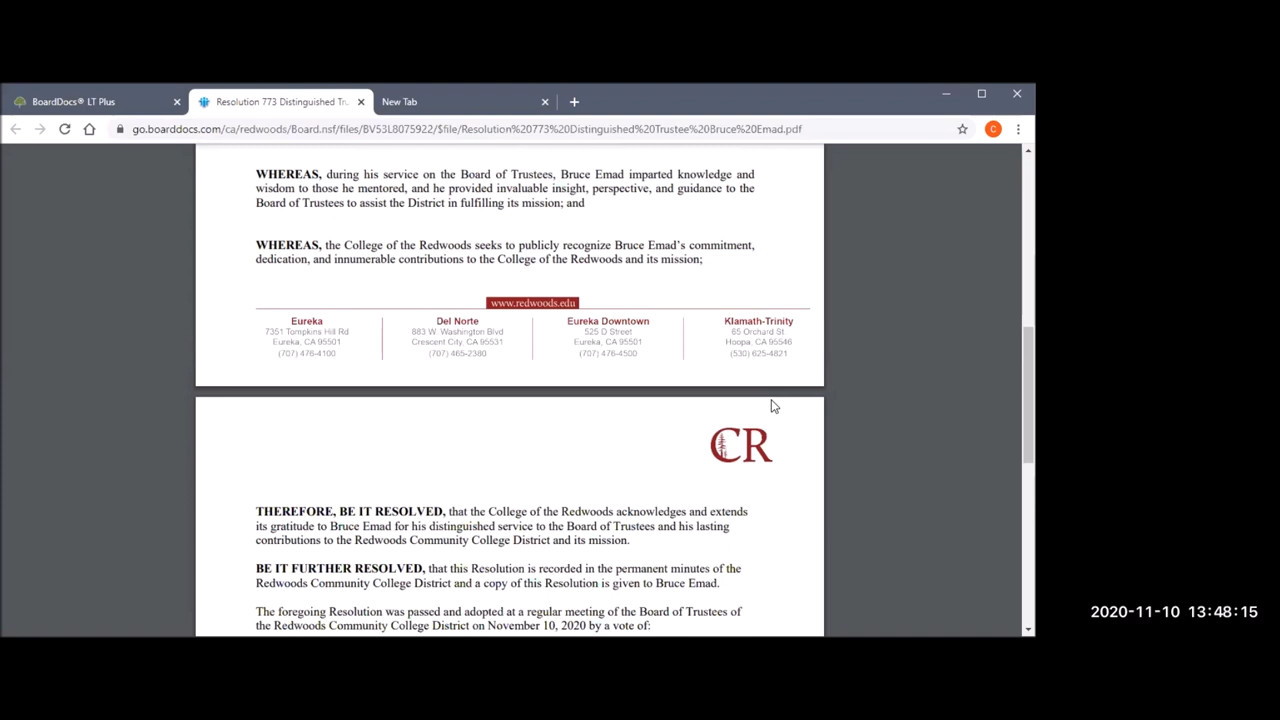 BoardDocs® LT Plus
Resolution 773 Distinguished Tru
New Tab
go.boarddocs.com/ca/redwoods/Board.nsf/files/BV53L8075922/$file/Resolution%20773%20Distinguished%20Trustee%20Bruce%20Emad.pdf
C
WHEREAS, during his service on the Board of Trustees, Bruce Emad imparted knowledge and
wisdom to those he mentored, and he provided invaluable insight, perspective, and guidance to the
Board of Trustees to assist the District in fulfilling its mission; and
WHEREAS, the College of the Redwoods seeks to publicly recognize Bruce Emad's commitment,
dedication, and innumerable contributions to the College of the Redwoods and its mission;
www.redwoods.edu
Eureka
7351 Tompkins Hill Rd
Eureka, CA 95501
(707) 476-4100
Del Norte
883 W. Washington Blvd
Crescent City, CA 95531
(707) 465-2380
Eureka Downtown
525 D Street
Eureka, CA 95501
(707) 476-4500
Klamath-Trinity
65 Orchard St
Hoopa, CA 95546
(530) 625-4821
CR
THEREFORE, BE IT RESOLVED, that the College of the Redwoods acknowledges and extends
its gratitude to Bruce Emad for his distinguished service to the Board of Trustees and his lasting
contributions to the Redwoods Community College District and its mission.
BE IT FURTHER RESOLVED, that this Resolution is recorded in the permanent minutes of the
Redwoods Community College District and a copy of this Resolution is given to Bruce Emad.
The foregoing Resolution was passed and adopted at a regular meeting of the Board of Trustees of
the Redwoods Community College District on November 10, 2020 by a vote of:
2020-11-10 13:48:15